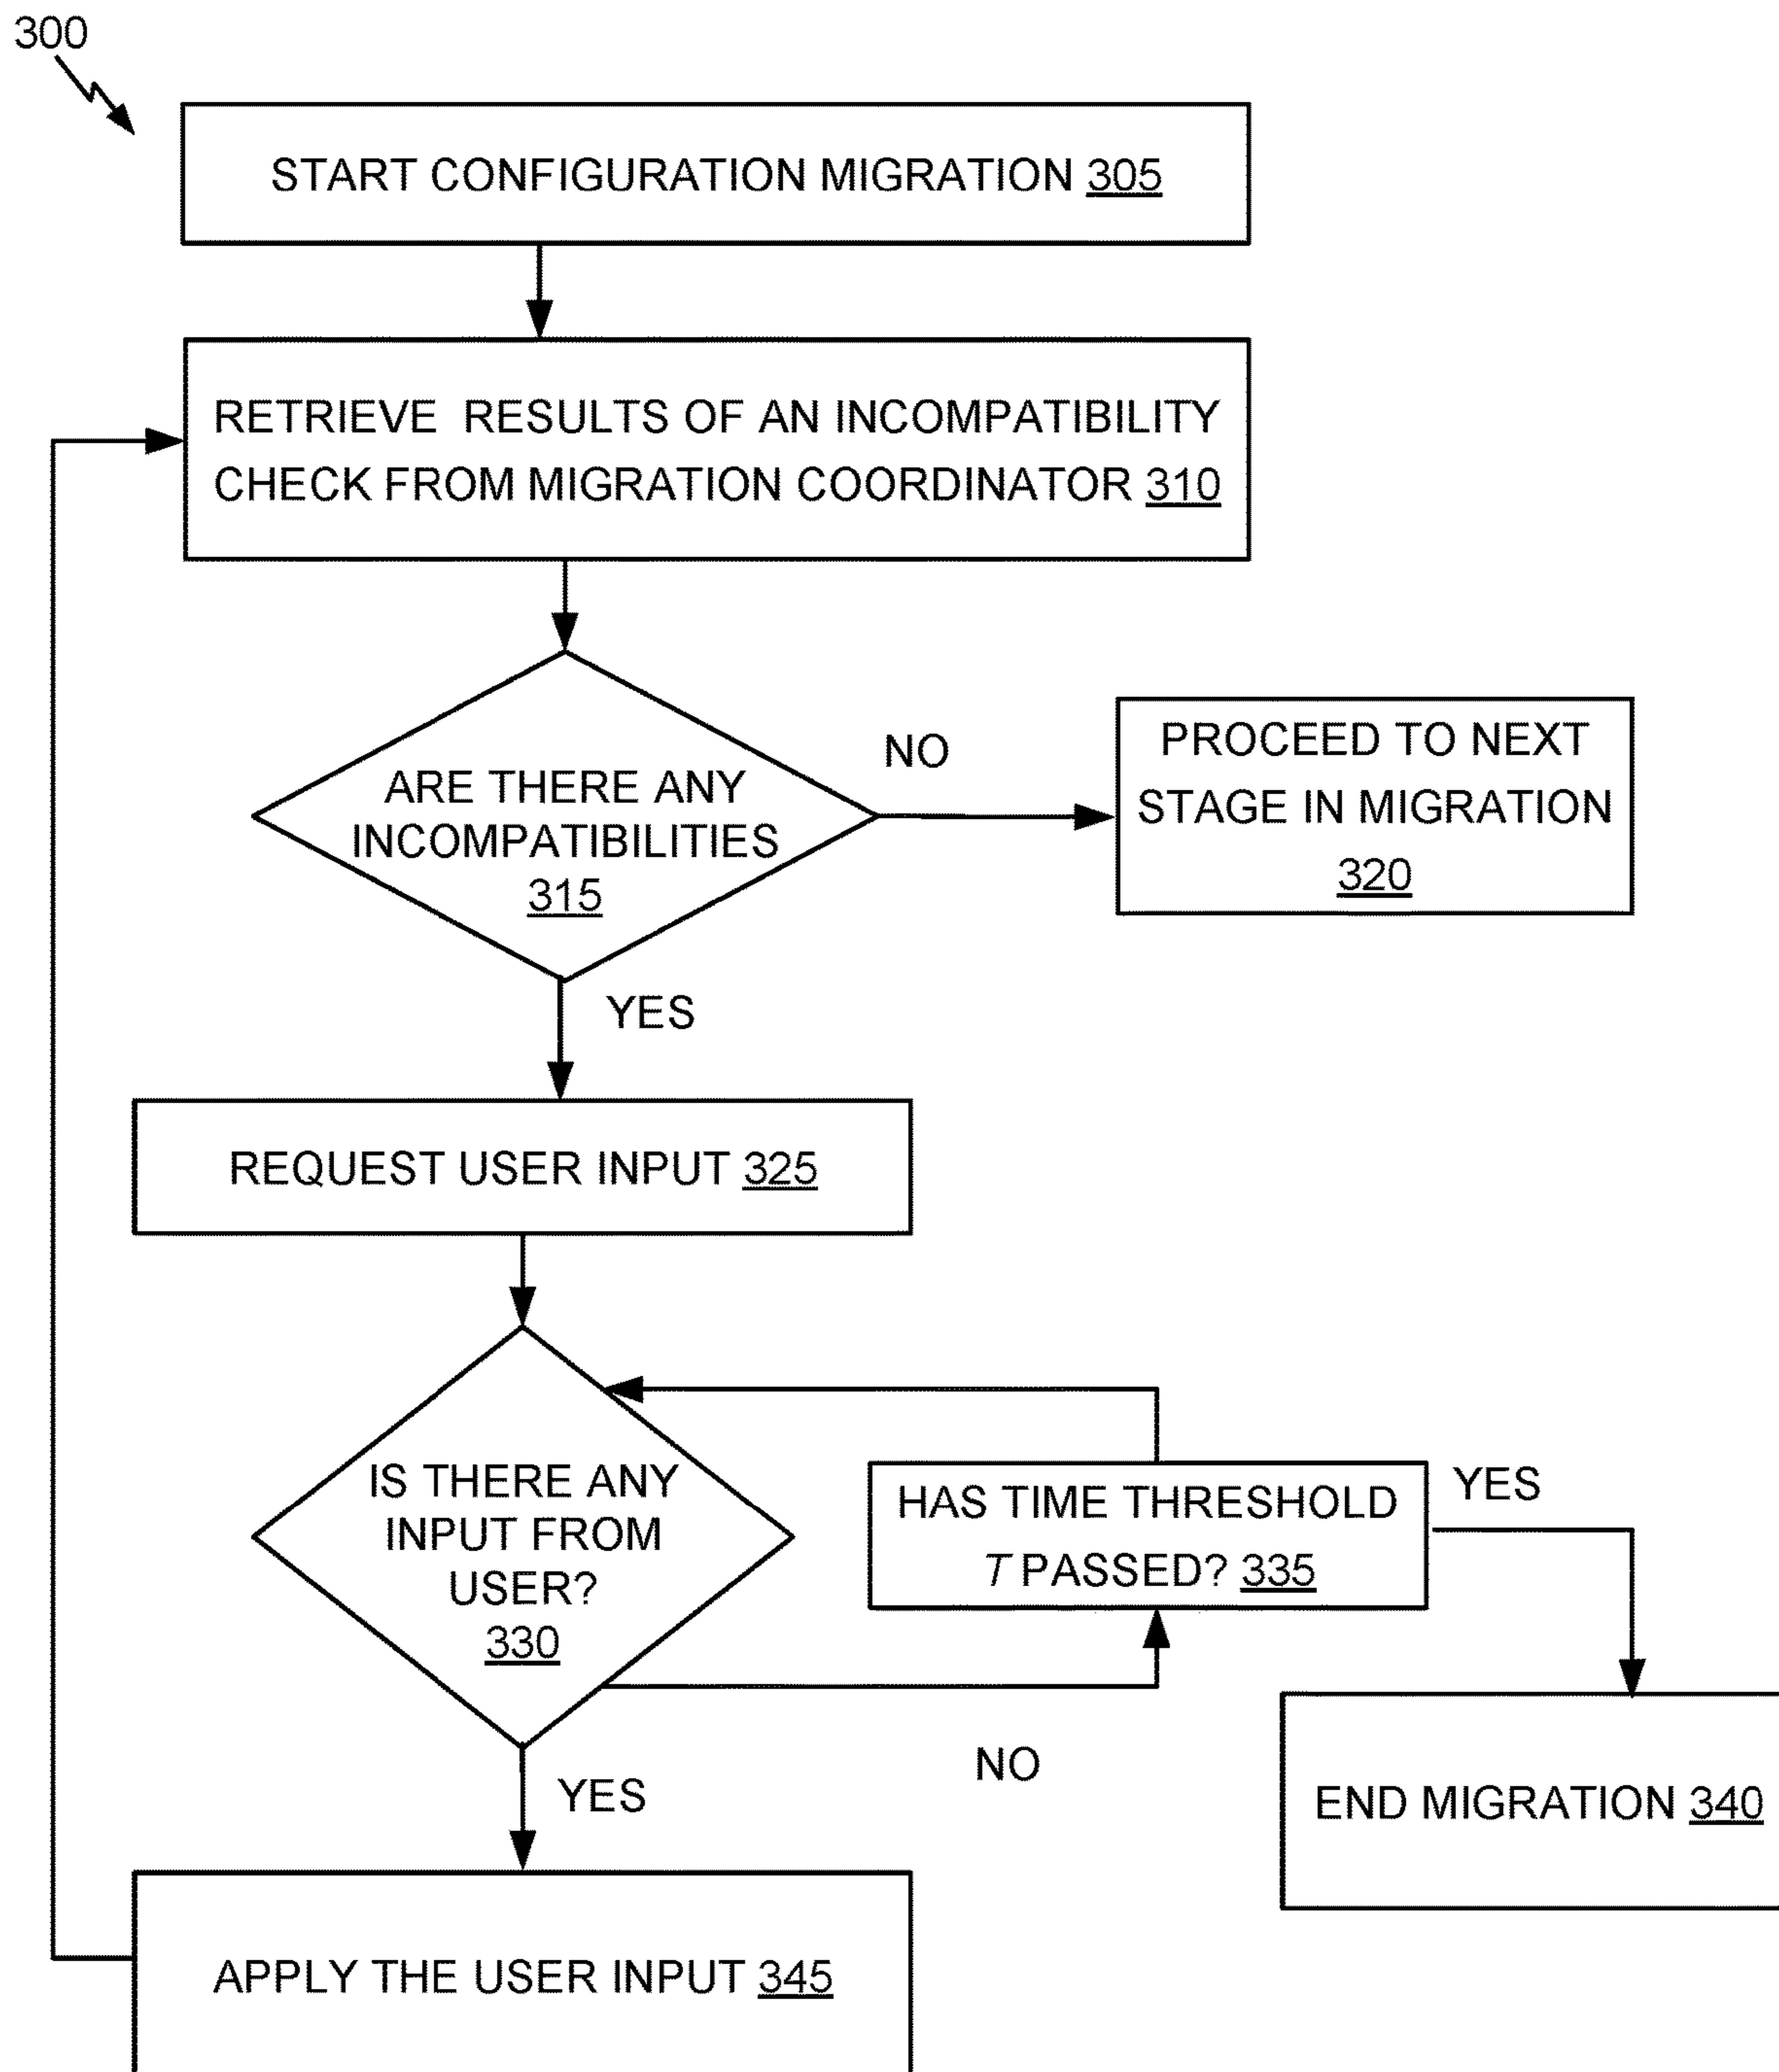 300
START CONFIGURATION MIGRATION 305
RETRIEVE RESULTS OF AN INCOMPATIBILITY
CHECK FROM MIGRATION COORDINATOR 310
ARE THERE ANY
INCOMPATIBILITIES
315
NO
PROCEED TO NEXT
STAGE IN MIGRATION
320
YES
REQUEST USER INPUT 325
IS THERE ANY
INPUT FROM
USER?
330
HAS TIME THRESHOLD
T PASSED? 335
YES
NO
END MIGRATION 340
YES
APPLY THE USER INPUT 345